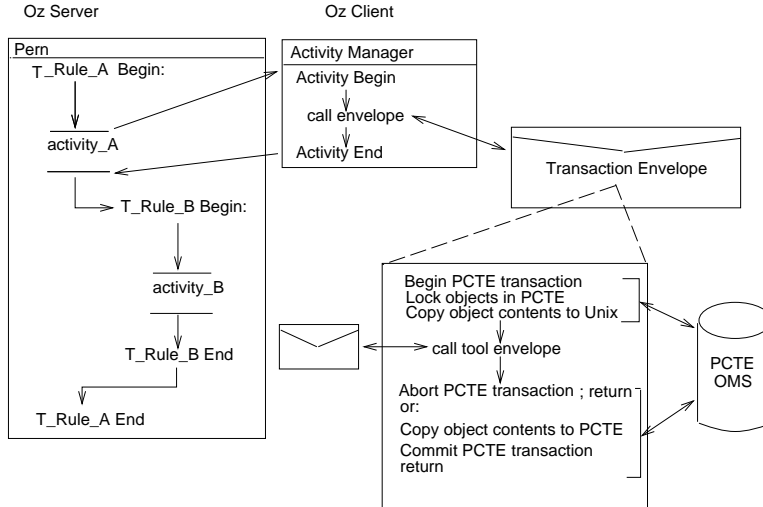 Oz Server
Oz Client
Pern
T_Rule_A Begin:
activity_A
T_Rule_B Begin:
activity_B
T_Rule_B End
T_Rule_A End
Activity Manager
Activity Begin
call envelope
Activity End
Transaction Envelope
Begin PCTE transaction
Lock objects in PCTE
Copy object contents to Unix
call tool envelope
Abort PCTE transaction ; return
or:
Copy object contents to PCTE
Commit PCTE transaction
return
PCTE
OMS